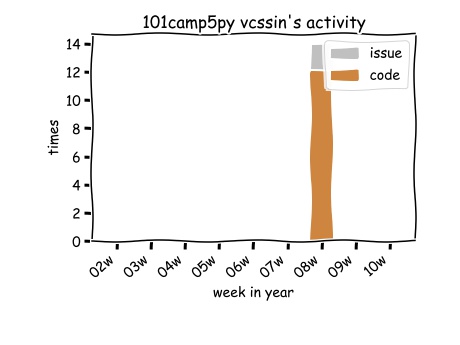 101camp5py vcssin's activity
issue
code
times
14
12
10
8
6
4
2
0
02w 03w 04w 05w 06w 07w 08w 09w 10w
week in year